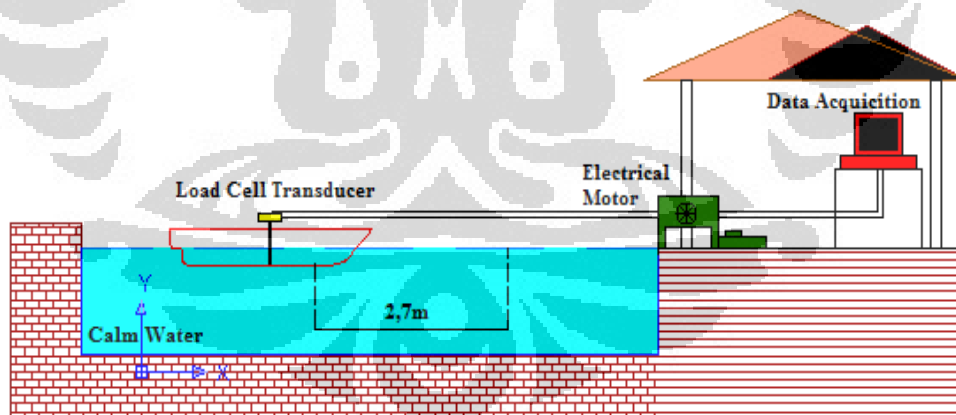 Data Acquicition
Electrical
Motor
Load Cell Transducer
Y
2,7m
Calm Water
X